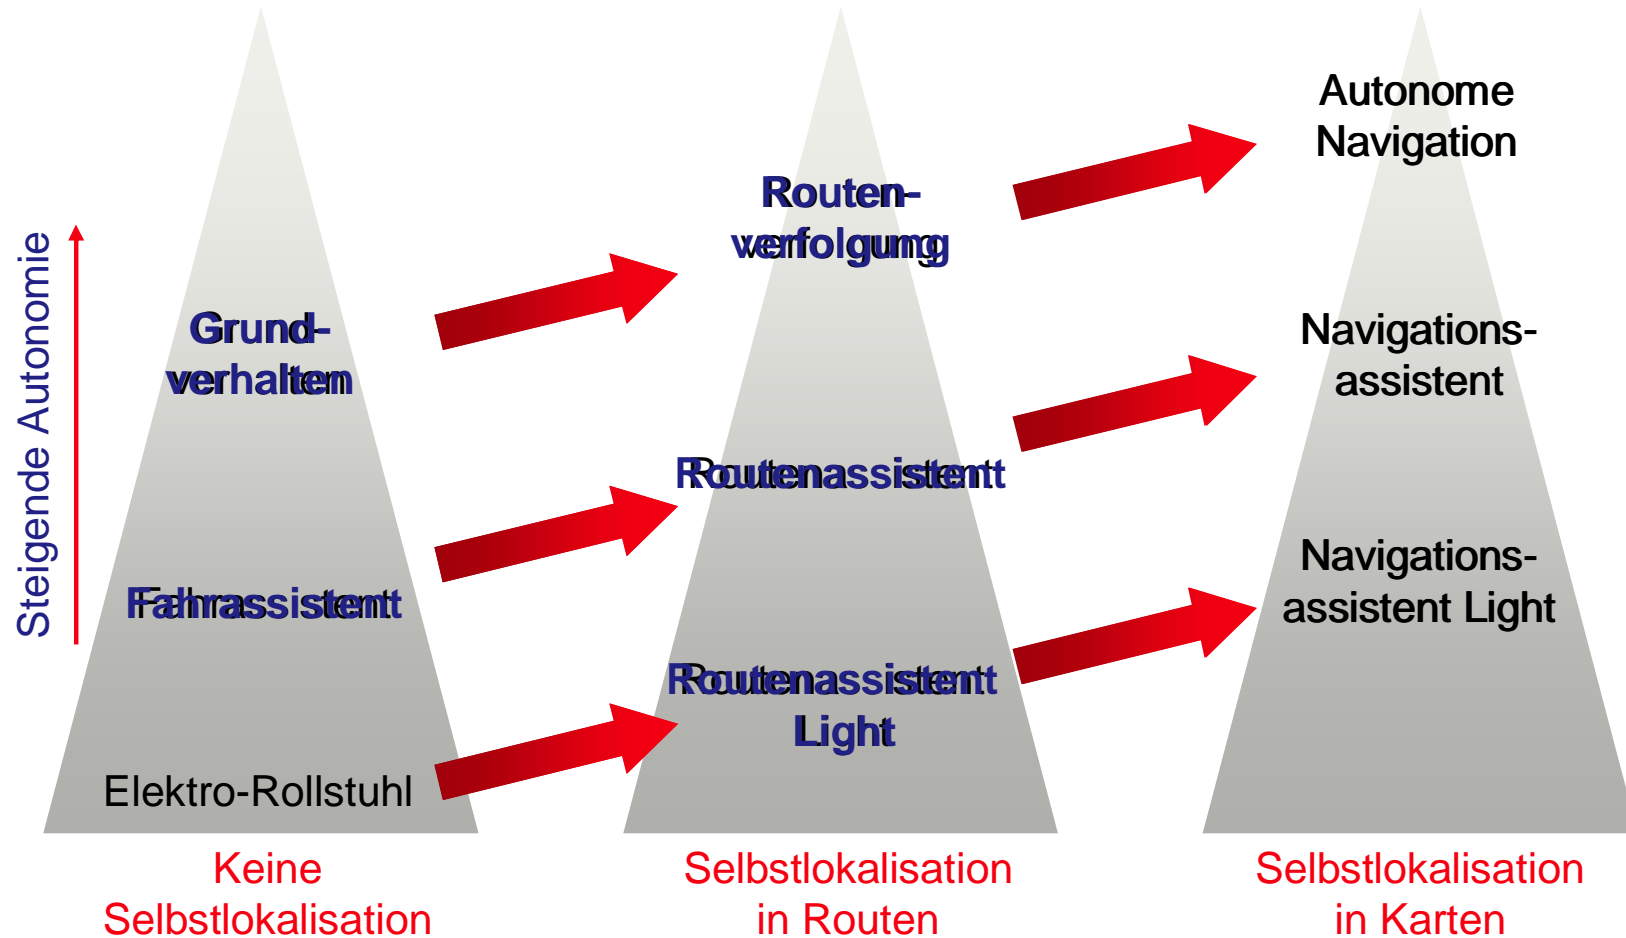 Steigende Autonomie
Grund-
verhalten
Fahrassistent
Elektro-Rollstuhl
Keine
Selbstlokalisation
Routen-
verfolgung
Routenassistent
Routenassistent
Light
Selbstlokalisation
in Routen
Autonome
Navigation
Navigations-
assistent
Navigations-
assistent Light
Selbstlokalisation
in Karten